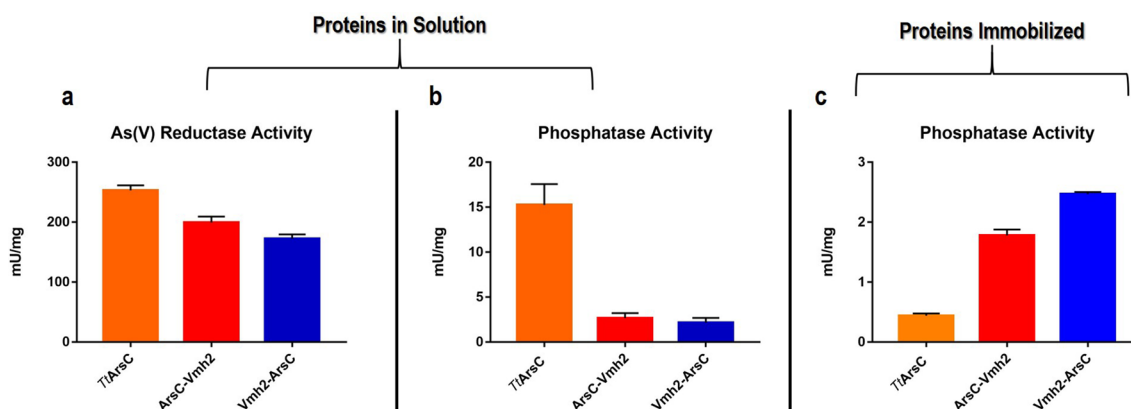 Proteins in Solution
Proteins Immobilized
a
b
c
As(V) Reductase Activity
Phosphatase Activity
Phosphatase Activity
300
200
100
0
mU/mg
TtArsC
ArsC-Vmh2
Vmh2-ArsC
20
15
10
5
0
mU/mg
TtArsC
ArsC-Vmh2
Vmh2-ArsC
3
2
1
0
mU/mg
TtArsC
ArsC-Vmh2
Vmh2-ArsC